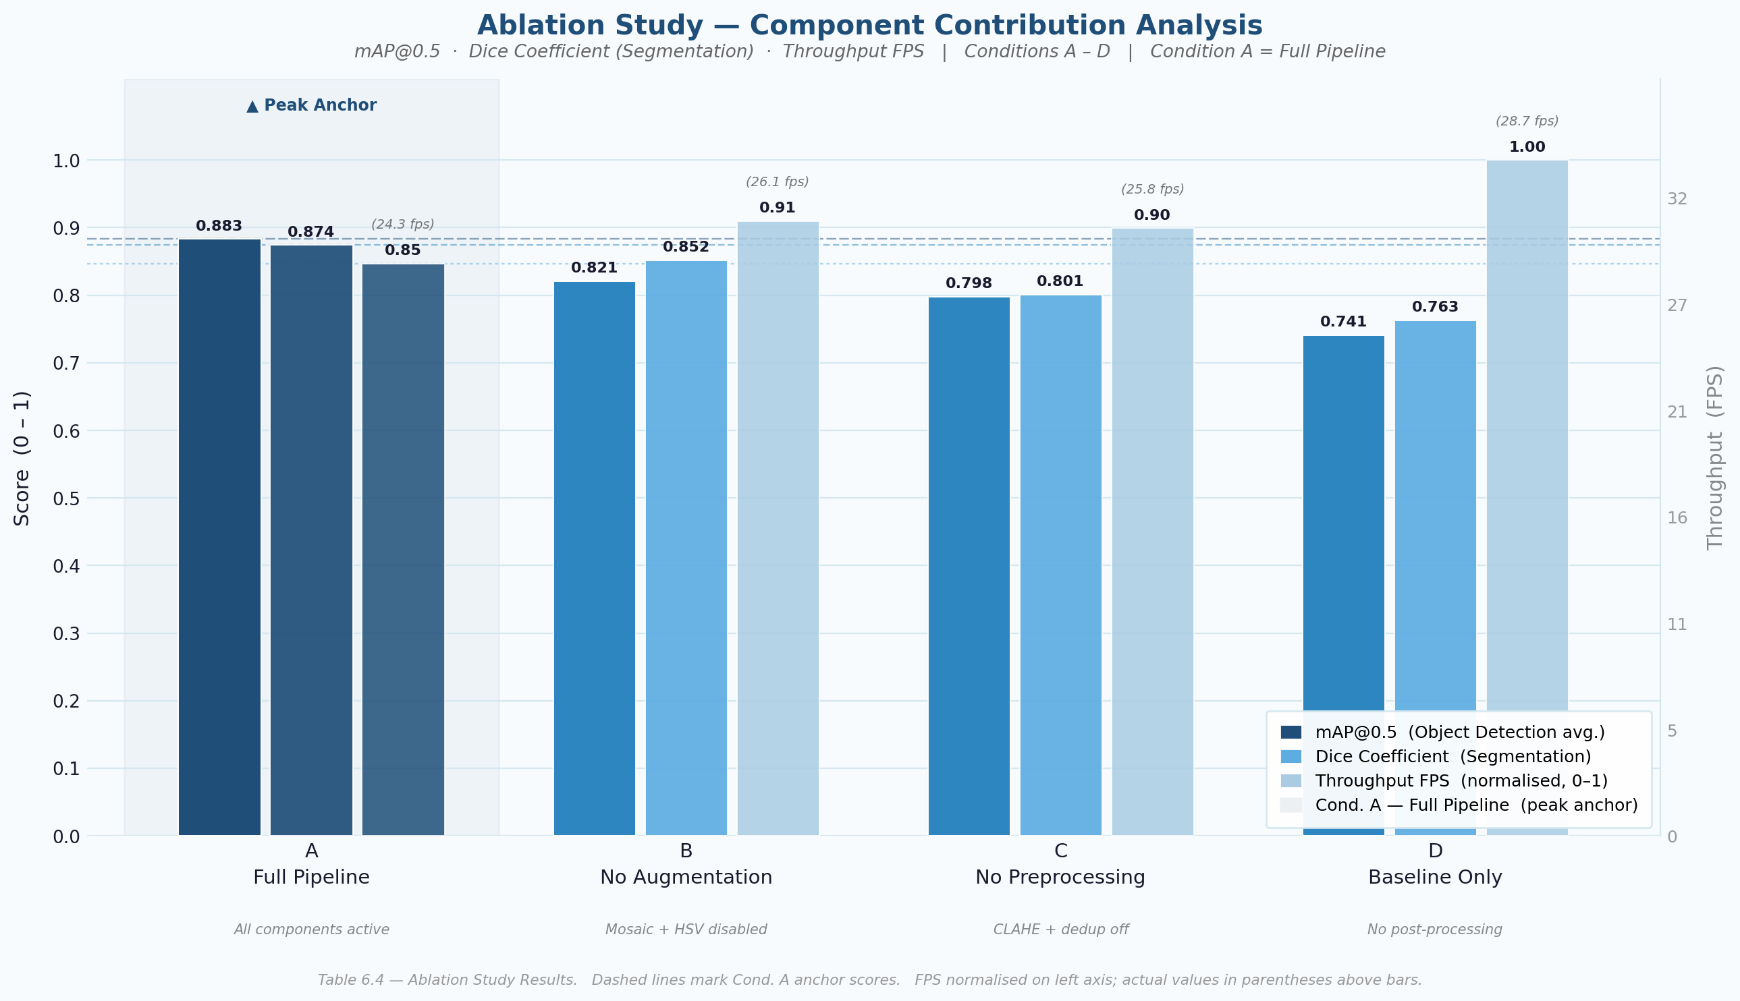 Ablation Study — Component Contribution Analysis
mAP@0.5 · Dice Coefficient (Segmentation) · Throughput FPS | Conditions A – D | Condition A = Full Pipeline
▲ Peak Anchor
0.883
0.874
(24.3 fps)
0.85
0.821
0.852
(26.1 fps)
0.91
0.798
0.801
(25.8 fps)
0.90
0.741
0.763
(28.7 fps)
1.00
Score (0 – 1)
1.0
0.9
0.8
0.7
0.6
0.5
0.4
0.3
0.2
0.1
0.0
Throughput (FPS)
32
27
21
16
11
5
0
mAP@0.5 (Object Detection avg.)
Dice Coefficient (Segmentation)
Throughput FPS (normalised, 0–1)
Cond. A — Full Pipeline (peak anchor)
A
Full Pipeline
All components active
B
No Augmentation
Mosaic + HSV disabled
C
No Preprocessing
CLAHE + dedup off
D
Baseline Only
No post-processing
Table 6.4 — Ablation Study Results. Dashed lines mark Cond. A anchor scores. FPS normalised on left axis; actual values in parentheses above bars.